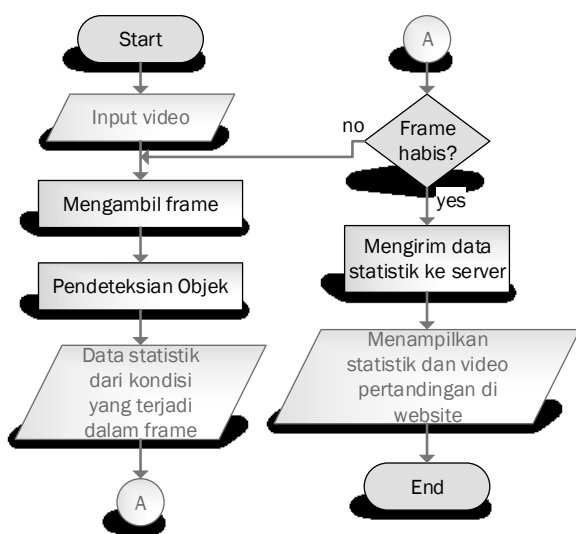 Start
Input video
Mengambil frame
Pendeteksian Objek
Data statistik
dari kondisi
yang terjadi
dalam frame
A
A
Frame
habis?
no
yes
Mengirim data
statistik ke server
Menampilkan
statistik dan video
pertandingan di
website
End